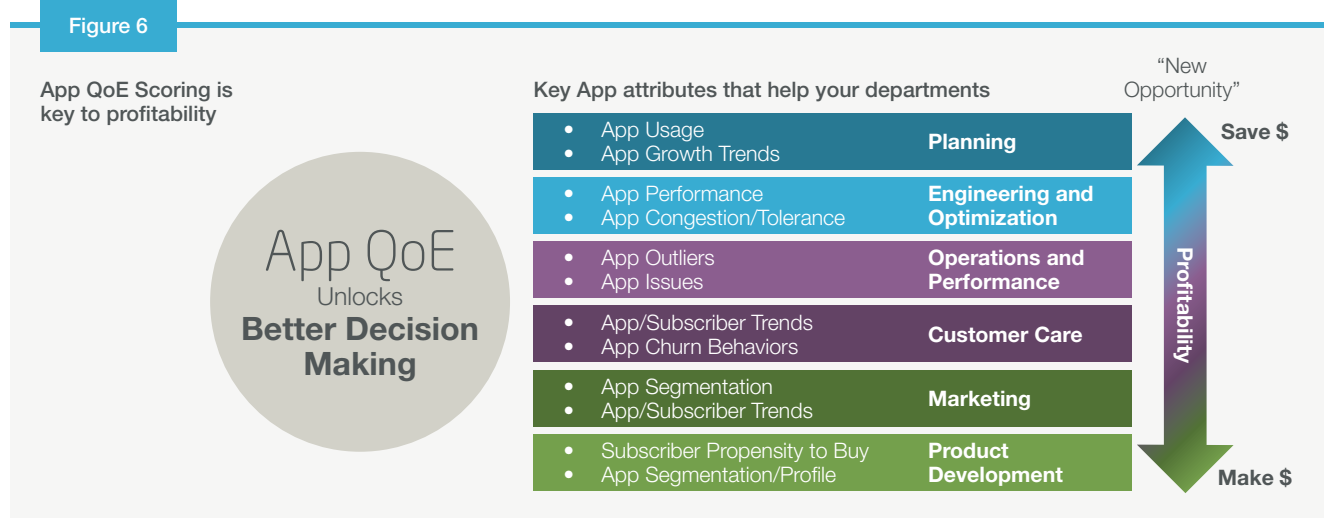 Figure 6
App QoE Scoring is
key to profitability
App QoE
Unlocks
Better Decision
Making
Key App attributes that help your departments
• App Usage
• App Growth Trends
Planning
• App Performance
• App Congestion/Tolerance
Engineering and
Optimization
• App Outliers
• App Issues
Operations and
Performance
• App/Subscriber Trends
• App Churn Behaviors
Customer Care
• App Segmentation
• App/Subscriber Trends
Marketing
• Subscriber Propensity to Buy
• App Segmentation/Profile
Product
Development
“New
Opportunity”
Save $
Profitability
Make $